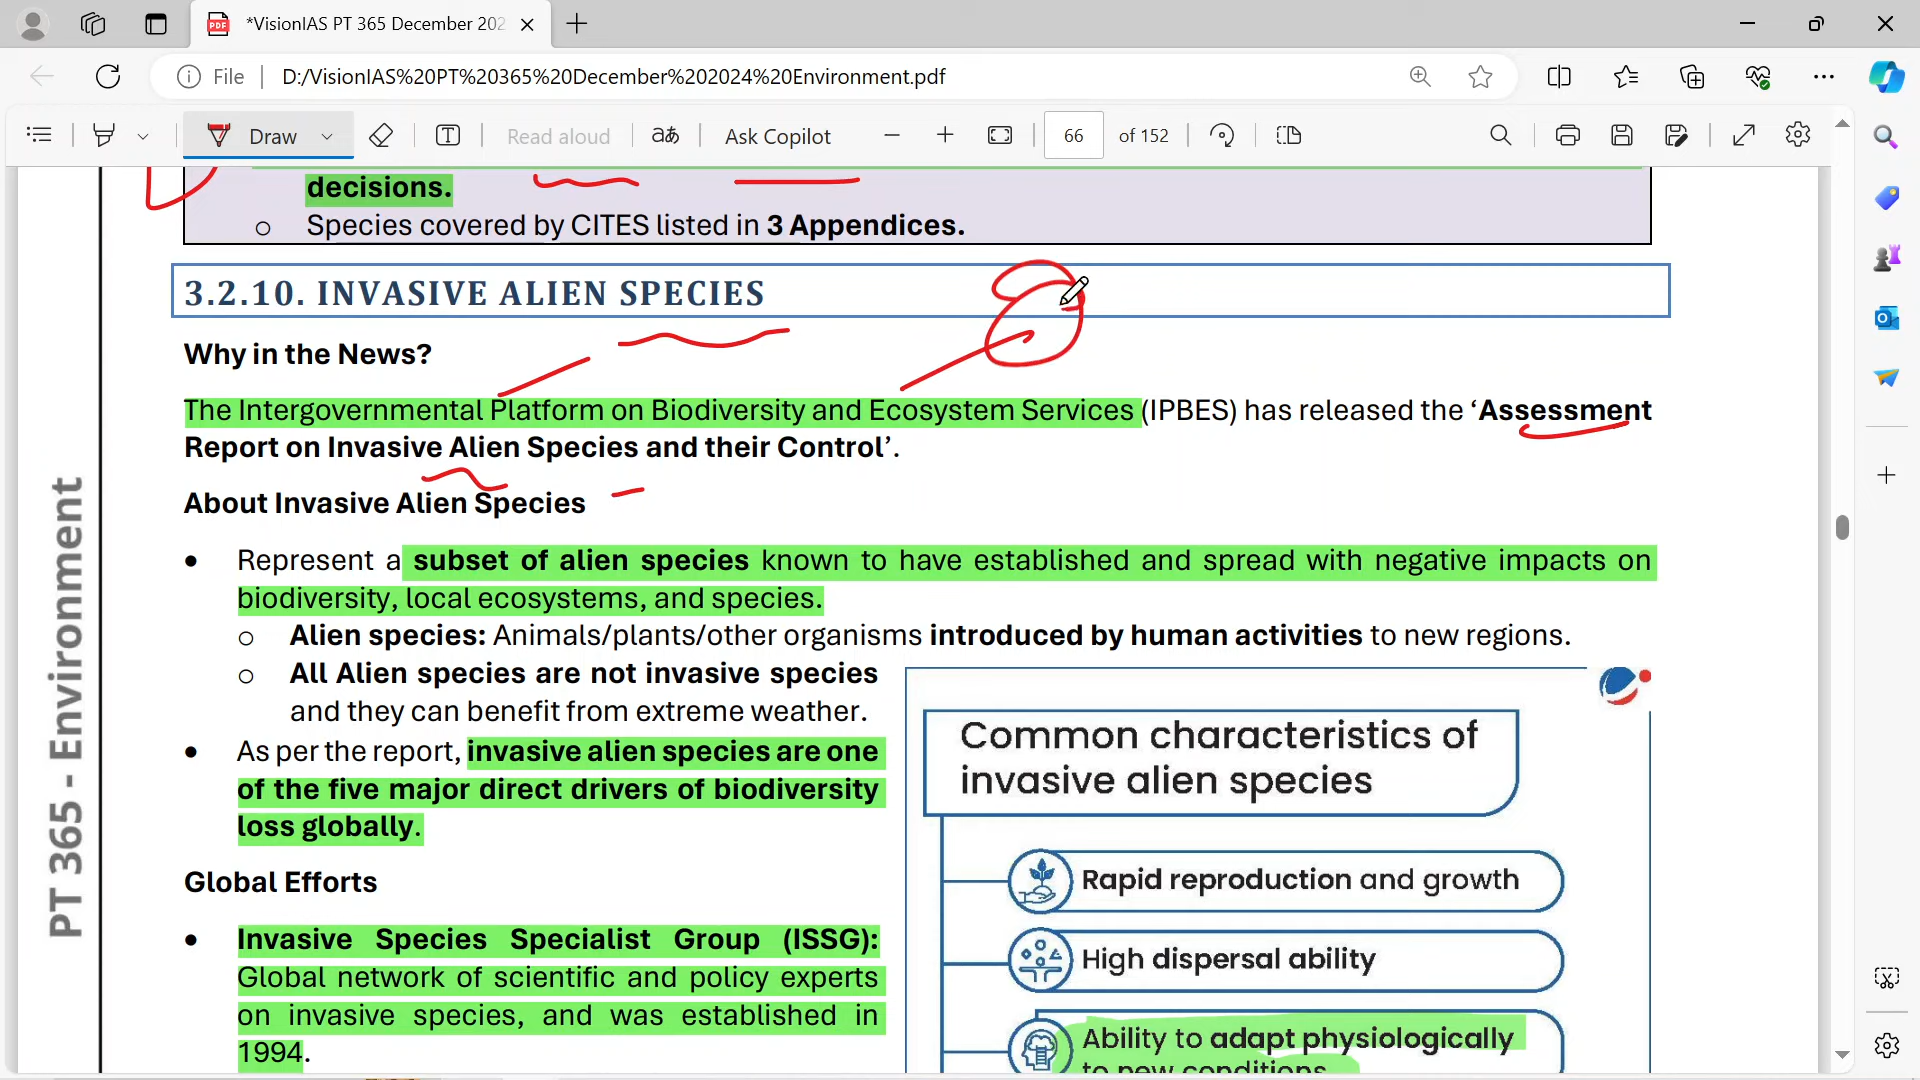 *VisionIAS PT 365 December 202
File
D:/VisionIAS%20PT%20365%20December%202024%20Environment.pdf
Draw
Read aloud
aあ
Ask Copilot
66
of 152
decisions.
Species covered by CITES listed in 3 Appendices.
3.2.10. INVASIVE ALIEN SPECIES
Why in the News?
The Intergovernmental Platform on Biodiversity and Ecosystem Services (IPBES) has released the ‘Assessment
Report on Invasive Alien Species and their Control’.
About Invasive Alien Species
Represent a subset of alien species known to have established and spread with negative impacts on
biodiversity, local ecosystems, and species.
Alien species: Animals/plants/other organisms introduced by human activities to new regions.
All Alien species are not invasive species
and they can benefit from extreme weather.
As per the report, invasive alien species are one
of the five major direct drivers of biodiversity
loss globally.
Global Efforts
Invasive Species Specialist Group (ISSG):
Global network of scientific and policy experts
on invasive species, and was established in
1994.
Common characteristics of
invasive alien species
Rapid reproduction and growth
High dispersal ability
Ability to adapt physiologically
to new conditions
PT 365 - Environment